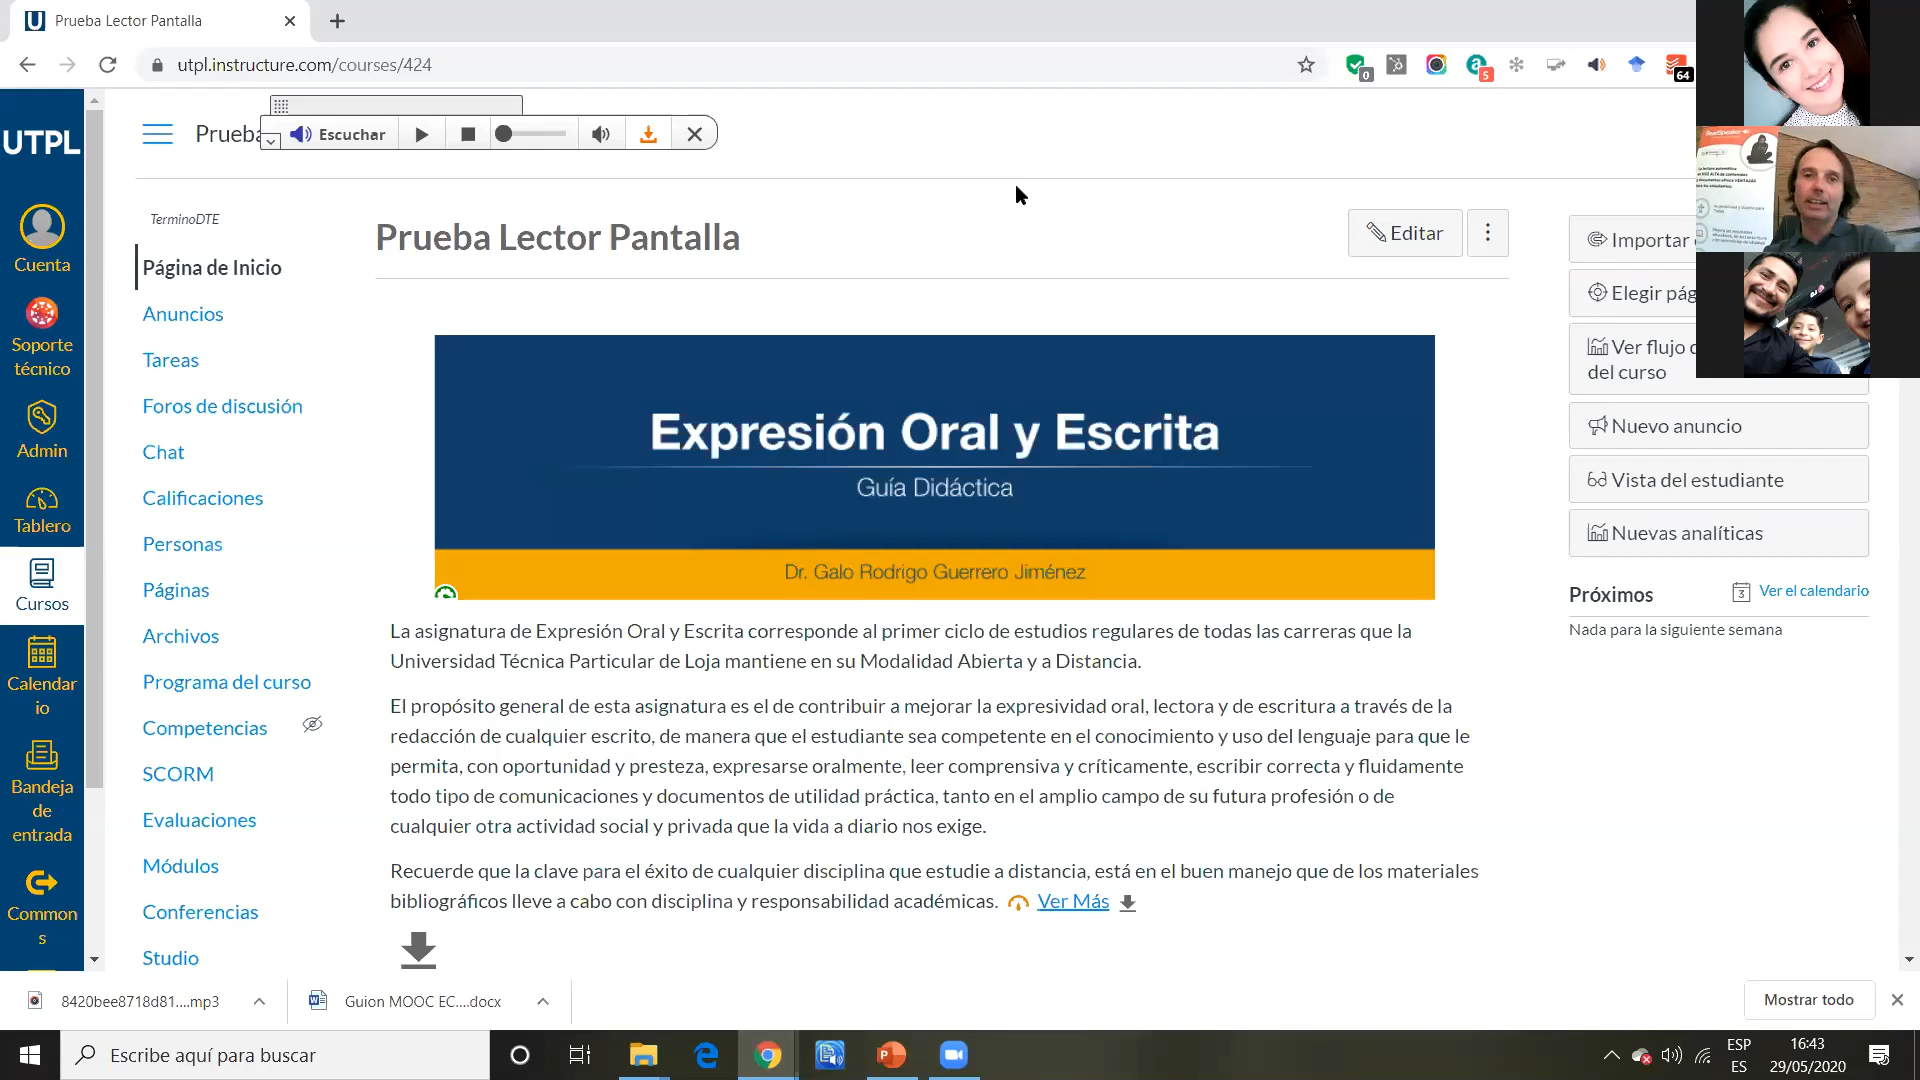 Prueba Lector Pantalla
utpl.instructure.com/courses/424
0
5
64
UTPL
Prueba
Escuchar
Cuenta
Soporte
técnico
Admin
Tablero
Cursos
Calendar
io
Bandeja
de
entrada
Common
s
TerminoDTE
Página de Inicio
Anuncios
Tareas
Foros de discusión
Chat
Calificaciones
Personas
Páginas
Archivos
Programa del curso
Competencias
SCORM
Evaluaciones
Módulos
Conferencias
Studio
Prueba Lector Pantalla
Editar
Expresión Oral y Escrita
Guía Didáctica
Dr. Galo Rodrigo Guerrero Jiménez
La asignatura de Expresión Oral y Escrita corresponde al primer ciclo de estudios regulares de todas las carreras que la
Universidad Técnica Particular de Loja mantiene en su Modalidad Abierta y a Distancia.
El propósito general de esta asignatura es el de contribuir a mejorar la expresividad oral, lectora y de escritura a través de la
redacción de cualquier escrito, de manera que el estudiante sea competente en el conocimiento y uso del lenguaje para que le
permita, con oportunidad y presteza, expresarse oralmente, leer comprensiva y críticamente, escribir correcta y fluidamente
todo tipo de comunicaciones y documentos de utilidad práctica, tanto en el amplio campo de su futura profesión o de
cualquier otra actividad social y privada que la vida a diario nos exige.
Recuerde que la clave para el éxito de cualquier disciplina que estudie a distancia, está en el buen manejo que de los materiales
bibliográficos lleve a cabo con disciplina y responsabilidad académicas. Ver Más
Importar
Elegir pág
Ver flujo
del curso
Nuevo anuncio
Vista del estudiante
Nuevas analíticas
Próximos
3
Ver el calendario
Nada para la siguiente semana
ReadSpeaker
8420bee8718d81....mp3
Guion MOOC EC....docx
Mostrar todo
Escribe aquí para buscar
ESP
ES
16:43
29/05/2020